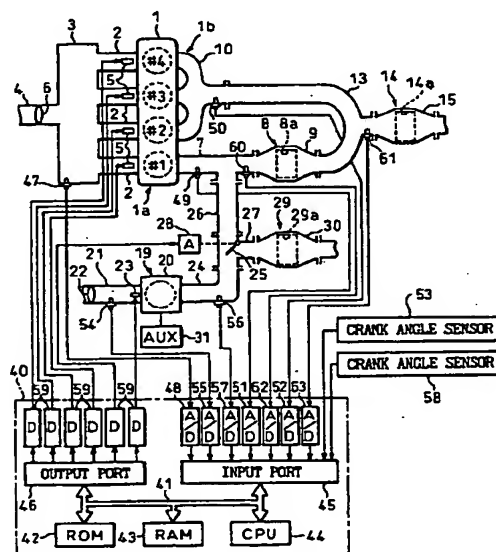 1
3
2
1b
10
4
6
#4
13
14
14a
15
5
#3
8
8a
9
50
2
#2
5
7
60
61
47
#1
2
1a
49
29
29a
26
28
A
27
30
19
20
21
23
24
25
22
54
56
31
AUX
53
CRANK ANGLE SENSOR
CRANK ANGLE SENSOR
58
40
59
59
59
48
55
57
51
62
52
63
D
D
D
D
D
D
A/D
A/D
A/D
A/D
A/D
A/D
A/D
OUTPUT PORT
INPUT PORT
46
41
45
42
ROM
43
RAM
CPU
44